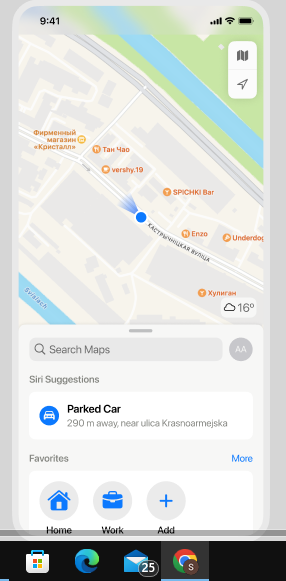 9:41
Фирменный
магазин
«Кристалл»
Тан Чао
vershy.19
SPICHKI Bar
КАСТРЫЧНІЦКАЯ ВУЛІЦА
Enzo
Underdog
Svislach
Хулиган
16°
Search Maps
AA
Siri Suggestions
Parked Car
290 m away, near ulica Krasnoarmejska
Favorites
More
Home
Work
Add
25
S